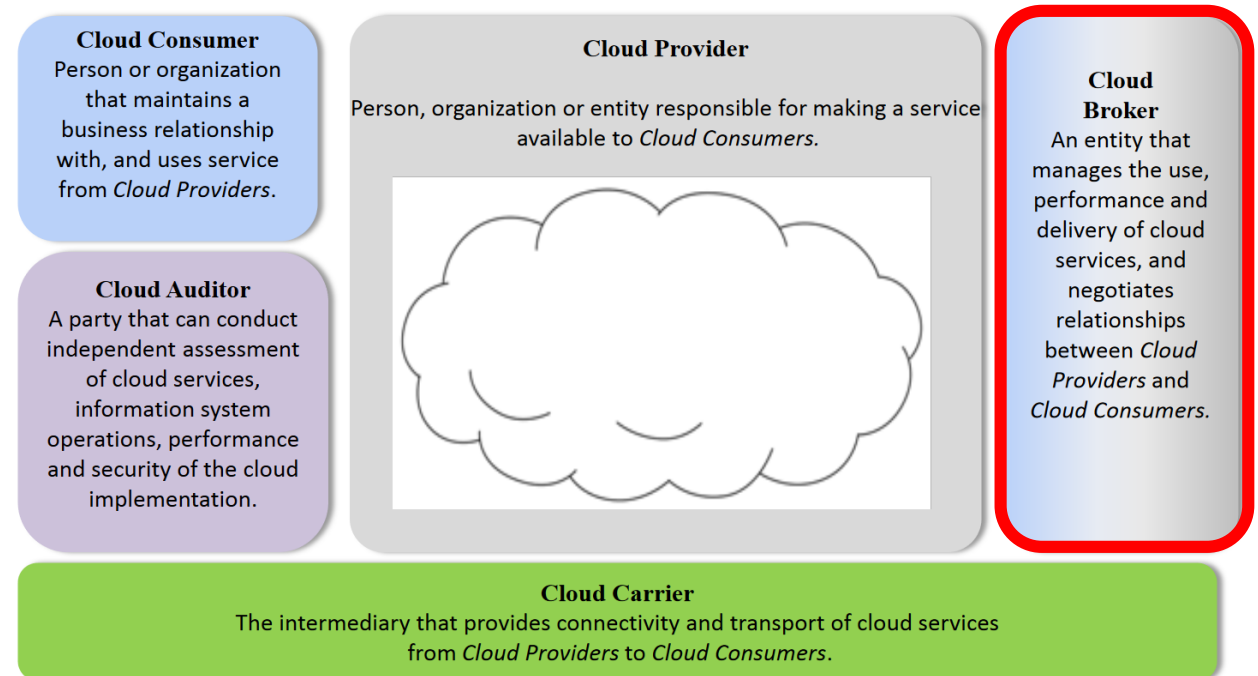 Cloud Consumer
Person or organization
that maintains a
business relationship
with, and uses service
from Cloud Providers.
Cloud Auditor
A party that can conduct
independent assessment
of cloud services,
information system
operations, performance
and security of the cloud
implementation.
Cloud Provider
Person, organization or entity responsible for making a service
available to Cloud Consumers.
Cloud
Broker
An entity that
manages the use,
performance and
delivery of cloud
services, and
negotiates
relationships
between Cloud
Providers and
Cloud Consumers.
Cloud Carrier
The intermediary that provides connectivity and transport of cloud services
from Cloud Providers to Cloud Consumers.